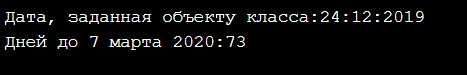 Дата, заданная объекту класса:24:12:2019
Дней до 7 марта 2020:73